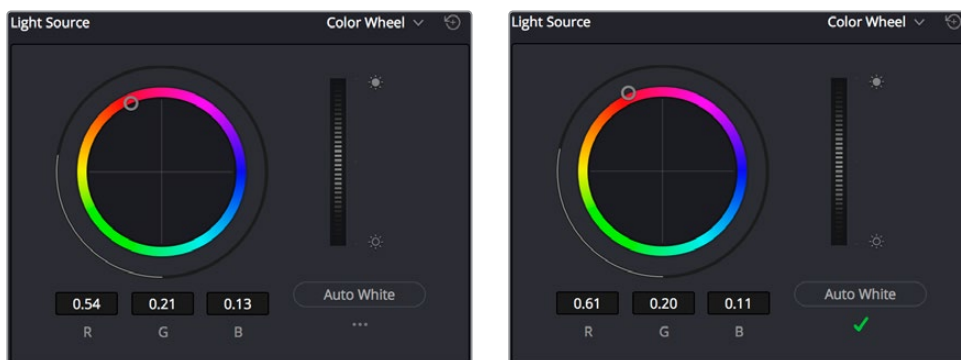 Light Source Color Wheel
0.54 0.21 0.13
R G B
Auto White
Light Source Color Wheel
0.61 0.20 0.11
R G B
Auto White